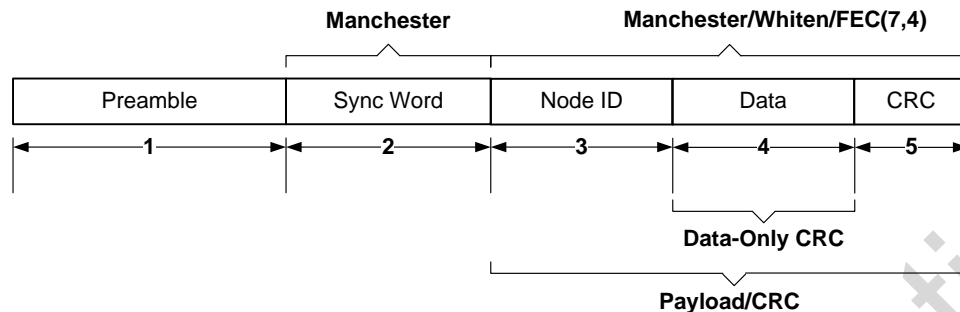 Manchester
Manchester/Whiten/FEC(7,4)
Preamble
Sync Word
Node ID
Data
CRC
1
2
3
4
5
Data-Only CRC
Payload/CRC